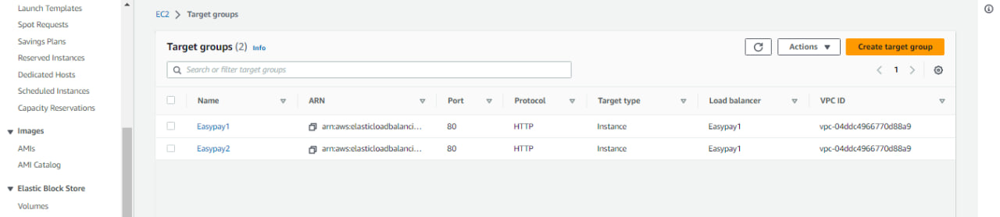 Launch Templates
Spot Requests
Savings Plans
Reserved Instances
Dedicated Hosts
Scheduled Instances
Capacity Reservations
Images
AMIs
AMI Catalog
Elastic Block Store
Volumes
EC2 > Target groups
Target groups (2) Info
Actions
Create target group
Search or filter target groups
1
Name ARN Port Protocol Target type Load balancer VPC ID
Easypay1 arn:aws:elasticloadbalanci... 80 HTTP Instance Easypay1 vpc-04ddc4966770d88a9
Easypay2 arn:aws:elasticloadbalanci... 80 HTTP Instance Easypay1 vpc-04ddc4966770d88a9